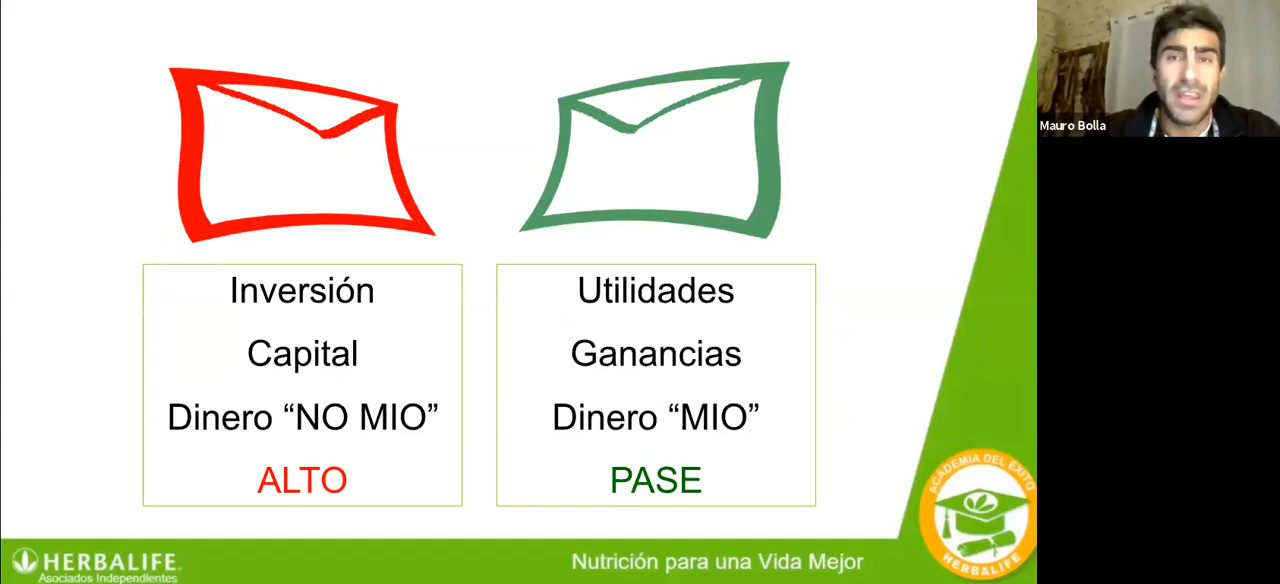 Mauro Bolla
Inversión
Capital
Dinero “NO MIO”
ALTO
Utilidades
Ganancias
Dinero “MIO”
PASE
ACADEMIA DEL ÉXITO
HERBALIFE
HERBALIFE.
Asociados Independientes
Nutrición para una Vida Mejor